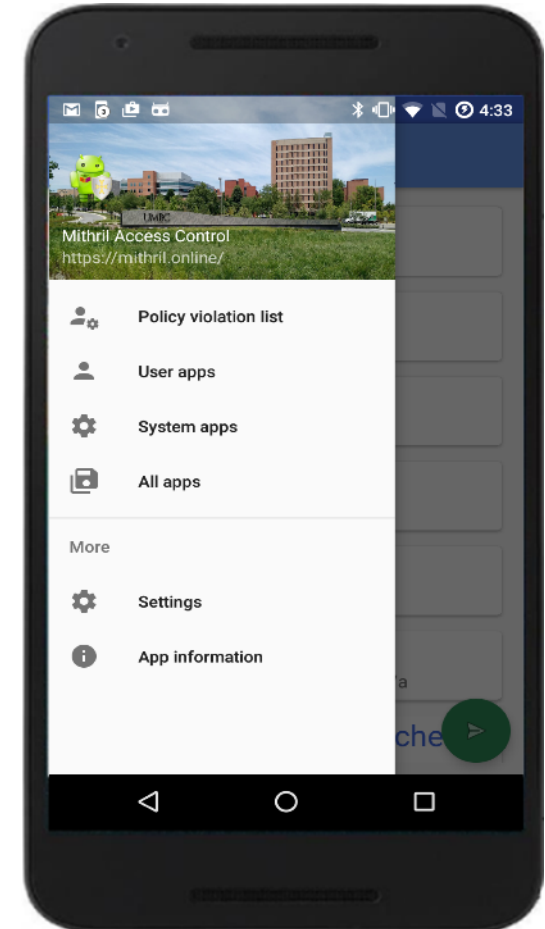 4:33
UMBC
Mithril Access Control
https://mithril.online/
Policy violation list
User apps
System apps
All apps
More
Settings
App information
'a
che